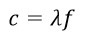 c = λf